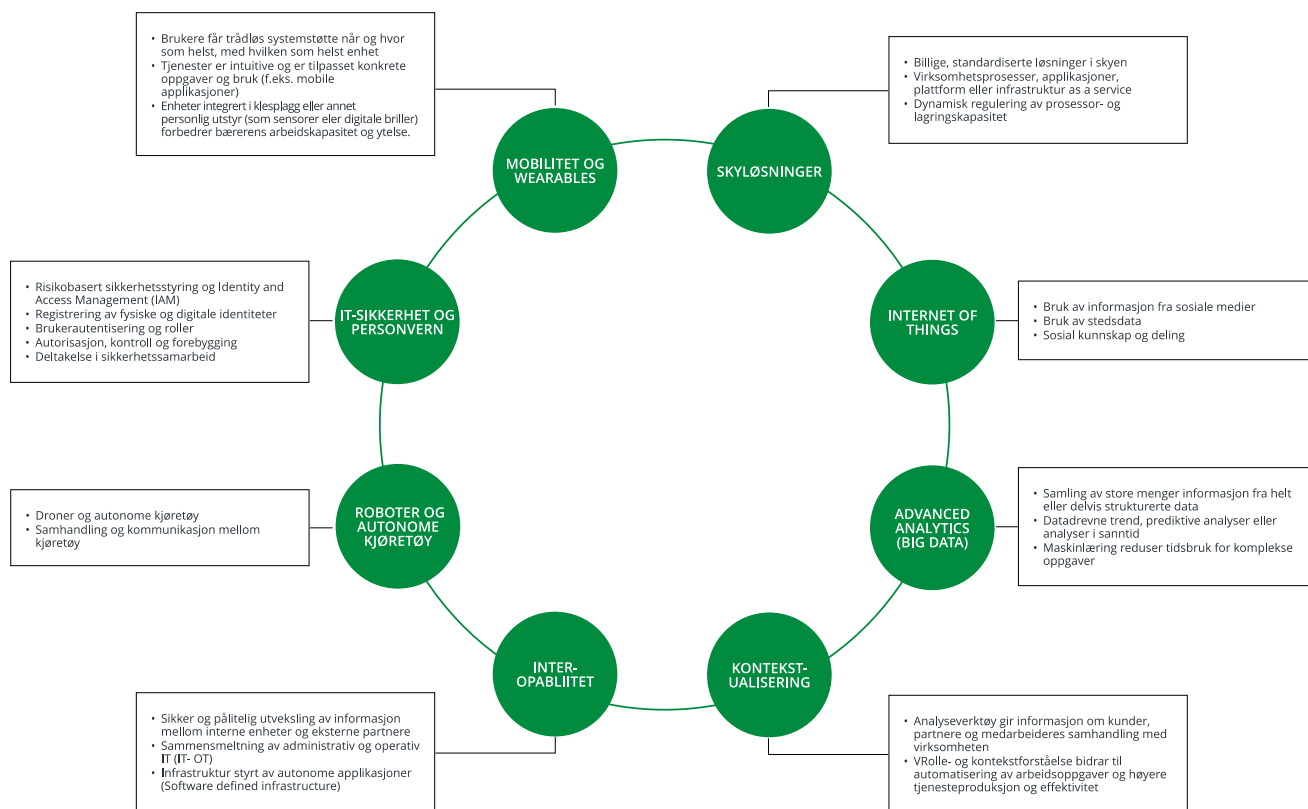 • Brukere får trådløs systemstøtte når og hvor
som helst, med hvilken som helst enhet
• Tjenester er intuitive og er tilpasset konkrete
oppgaver og bruk (f.eks. mobile
applikasjoner)
• Enheter integrert i klesplagg eller annet
personlig utstyr (som sensorer eler digitale briller)
forbedrer bærerens arbeidskapasitet og ytelse.
• Billige, standardiserte løsninger i skyen
• Virksomhetsprosesser, applikasjoner,
plattform eller infrastruktur as a service
• Dynamisk regulering av prosessor- og
lagringskapasitet
MOBILITET OG
WEARABLES
SKYLØSNINGER
• Risikobasert sikkerhetsstyring og Identity and
Access Management (IAM)
• Registrering av fysiske og digitale identiteter
• Brukerautentisering og roller
• Autorisasjon, kontroll og forebygging
• Deltakelse i sikkerhetssamarbeid
IT-SIKKERHET OG
PERSONVERN
INTERNET OF
THINGS
• Bruk av informasjon fra sosiale medier
• Bruk av stedsdata
• Sosial kunnskap og deling
• Droner og autonome kjøretøy
• Samhandling og kommunikasjon mellom
kjøretøy
ROBOTER OG
AUTONOME
KJØRETØY
ADVANCED
ANALYTICS
(BIG DATA)
• Samling av store menger informasjon fra helt
eller delvis strukturerte data
• Datadrevne trend, prediktive analyser eller
analyser i sanntid
• Maskinlæring reduser tidsbruk for komplekse
oppgaver
INTER-
OPABLIITET
KONTEKST-
UALISERING
• Sikker og pålitelig utveksling av informasjon
mellom interne enheter og eksterne partnere
• Sammensmeltning av administrativ og operativ
IT (IT- OT)
• Infrastruktur styrt av autonome applikasjoner
(Software defined infrastructure)
• Analyseverktøy gir informasjon om kunder,
partnere og medarbeideres samhandling med
virksomheten
• VRolle- og kontekstforståelse bidrar til
automatisering av arbeidsoppgaver og høyere
tjenesteproduksjon og effektivitet